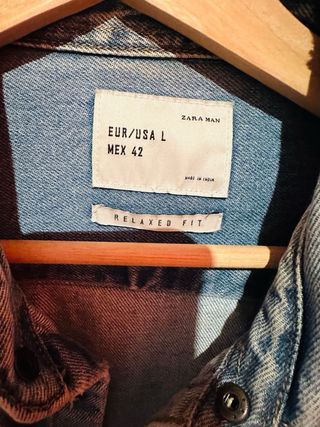 ZARA MAN
EUR/USA L
MEX 42
MADE IN INDIA
RELAXED FIT